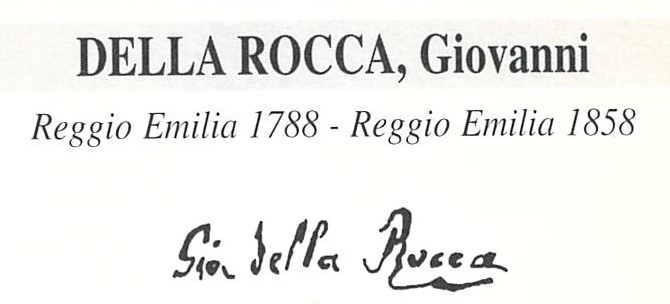 DELLA ROCCA, Giovanni
Reggio Emilia 1788 - Reggio Emilia 1858
Gio. della Rocca